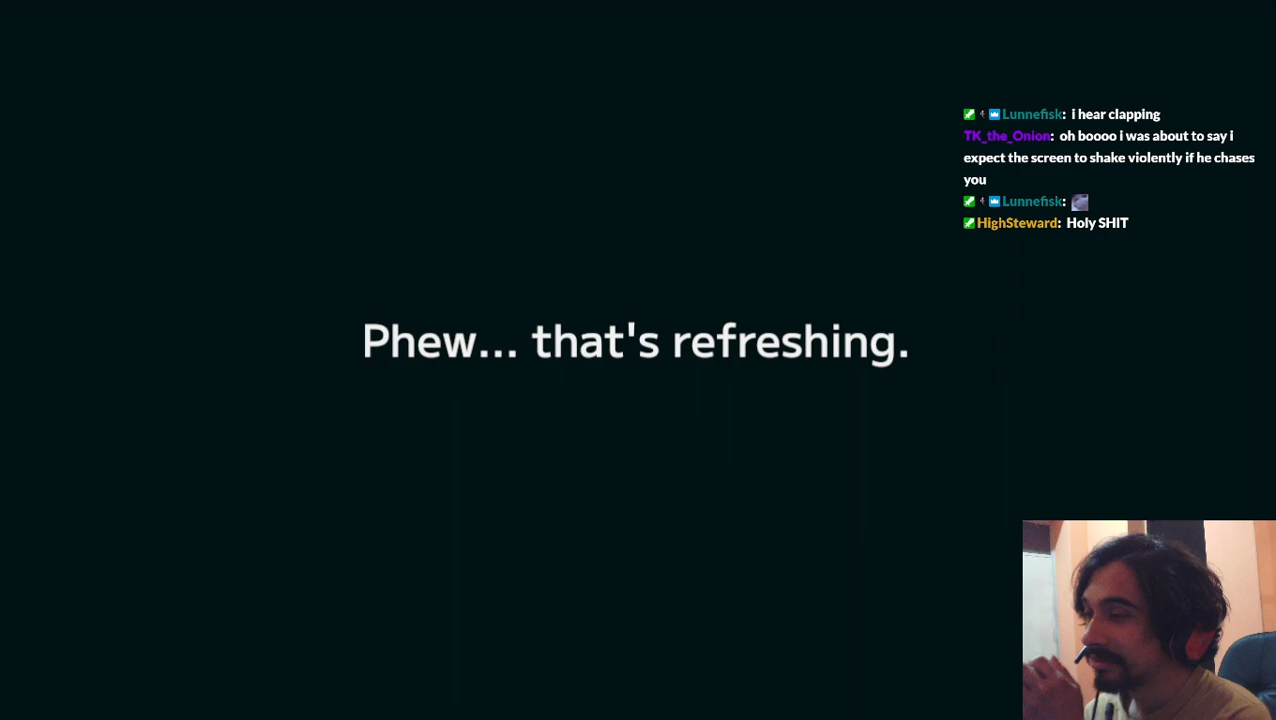 Lunnefisk: i hear clapping
TK_the_Onion: oh boooo i was about to say i
expect the screen to shake violently if he chases
you
Lunnefisk:
HighSteward: Holy SHIT
Phew... that's refreshing.